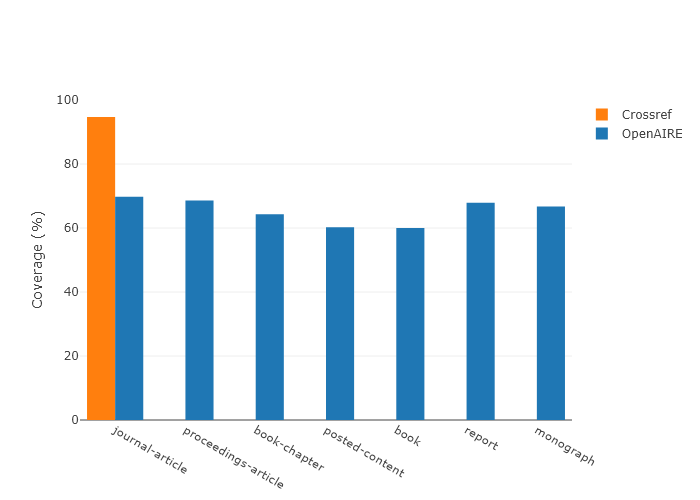 100
80
60
40
20
0
Coverage (%)
journal-article
proceedings-article
book-chapter
posted-content
book
report
monograph
Crossref
OpenAIRE